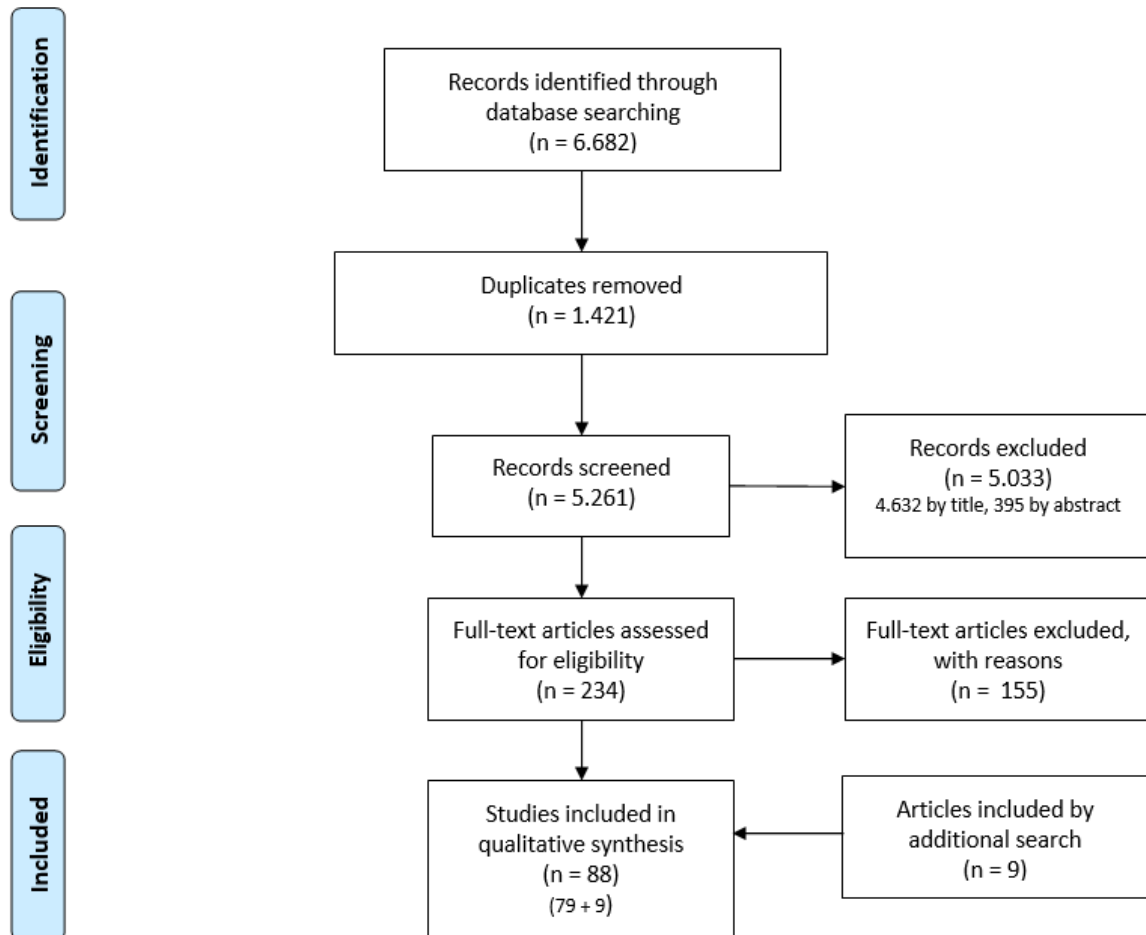 Identification
Records identified through
database searching
(n = 6.682)
Duplicates removed
(n = 1.421)
Screening
Records screened
(n = 5.261)
Records excluded
(n = 5.033)
4.632 by title, 395 by abstract
Eligibility
Full-text articles assessed
for eligibility
(n = 234)
Full-text articles excluded,
with reasons
(n = 155)
Included
Studies included in
qualitative synthesis
(n = 88)
(79 + 9)
Articles included by
additional search
(n = 9)